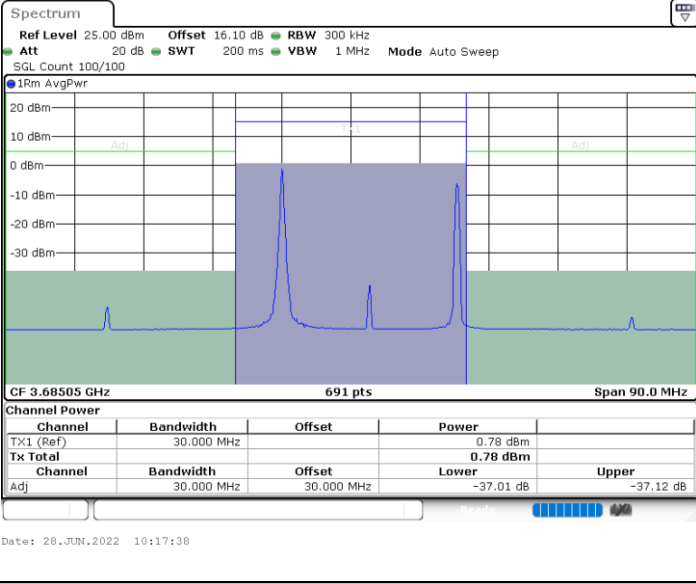 Spectrum
Ref Level 25.00 dBm Offset 16.10 dB RBW 300 kHz
Att 20 dB SWT 200 ms VBW 1 MHz Mode Auto Sweep
SGL Count 100/100
1Rm AvgPwr
20 dBm
TX1
10 dBm
Adj Adj
0 dBm
-10 dBm
-20 dBm
-30 dBm
CF 3.68505 GHz 691 pts Span 90.0 MHz
Channel Power
Channel Bandwidth Offset Power
TX1 (Ref) 30.000 MHz 0.78 dBm
Tx Total 0.78 dBm
Channel Bandwidth Offset Lower Upper
Adj 30.000 MHz 30.000 MHz -37.01 dB -37.12 dB
Ready
Date: 28.JUN.2022 10:17:38